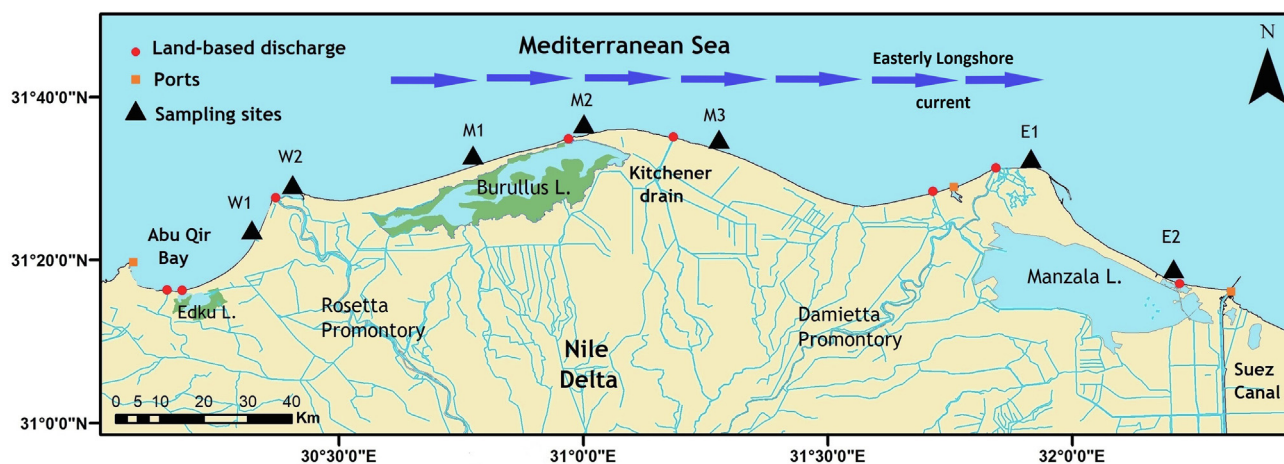 Land-based discharge
Ports
Sampling sites
Mediterranean Sea
Easterly Longshore
current
N
31°40'0"N
31°20'0"N
31°0'0"N
W1
W2
M1
M2
M3
E1
E2
Abu Qir
Bay
Edku L.
Rosetta
Promontory
Burullus L.
Kitchener
drain
Nile
Delta
Damietta
Promontory
Manzala L.
Suez
Canal
0 5 10 20 30 40
Km
30°30'0"E
31°0'0"E
31°30'0"E
32°0'0"E